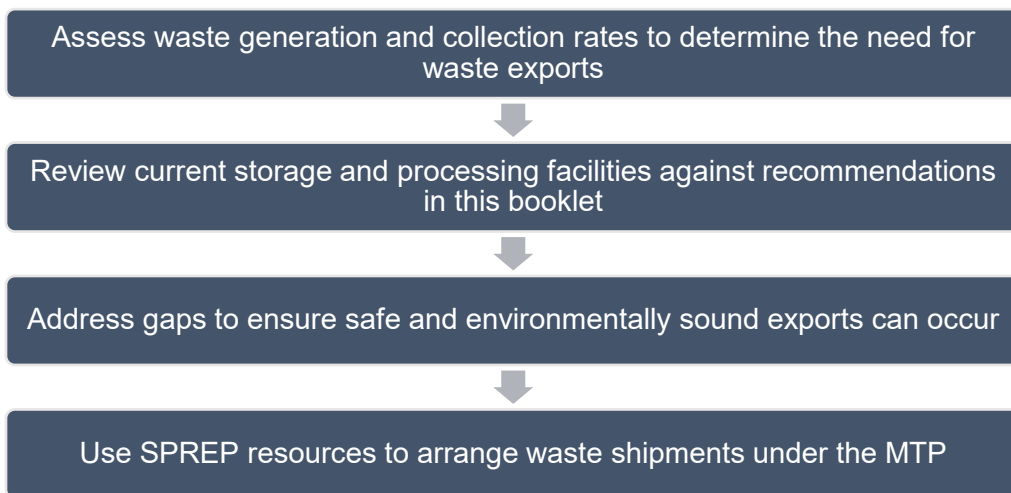 Assess waste generation and collection rates to determine the need for
waste exports
Review current storage and processing facilities against recommendations
in this booklet
Address gaps to ensure safe and environmentally sound exports can occur
Use SPREP resources to arrange waste shipments under the MTP